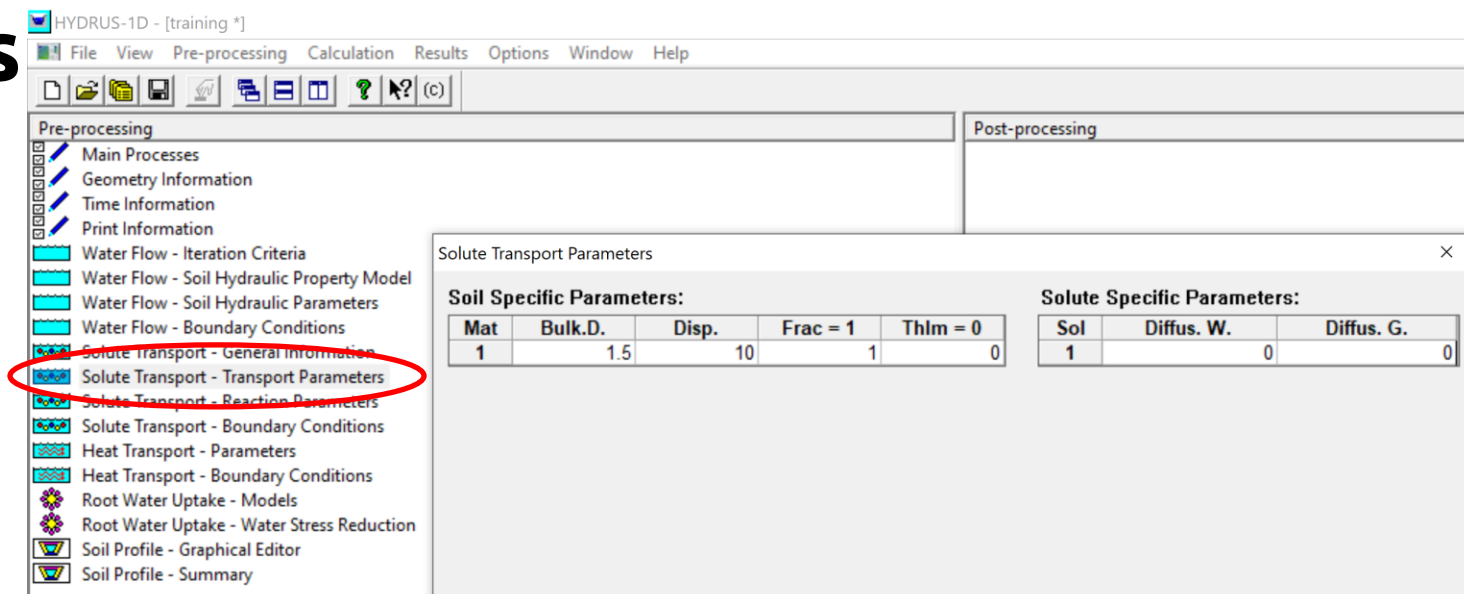 s
HYDRUS-1D - [training *]
File View Pre-processing Calculation Results Options Window Help
? ? (c)
Pre-processing
Post-processing
Main Processes
Geometry Information
Time Information
Print Information
Water Flow - Iteration Criteria
Water Flow - Soil Hydraulic Property Model
Water Flow - Soil Hydraulic Parameters
Water Flow - Boundary Conditions
Solute Transport - General Information
Solute Transport - Transport Parameters
Solute Transport - Reaction Parameters
Solute Transport - Boundary Conditions
Heat Transport - Parameters
Heat Transport - Boundary Conditions
Root Water Uptake - Models
Root Water Uptake - Water Stress Reduction
Soil Profile - Graphical Editor
Soil Profile - Summary
Solute Transport Parameters
Soil Specific Parameters:
Mat Bulk.D. Disp. Frac = 1 ThIm = 0
1 1.5 10 1 0
Solute Specific Parameters:
Sol Diffus. W. Diffus. G.
1 0 0